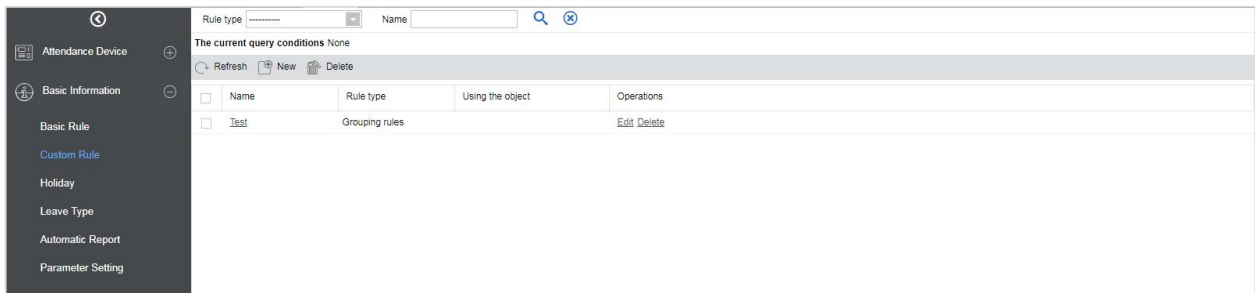 Rule type ---------- Name
The current query conditions None
Refresh New Delete
Attendance Device
Basic Information
Basic Rule
Custom Rule
Holiday
Leave Type
Automatic Report
Parameter Setting
Name Rule type Using the object Operations
Test Grouping rules Edit Delete